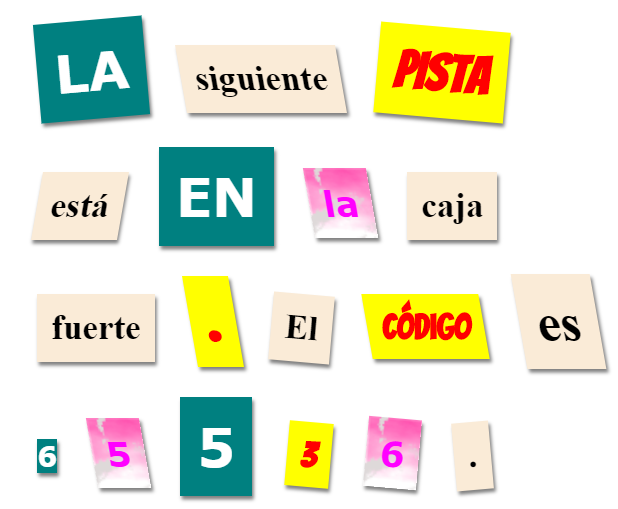 LA siguiente PISTA
está EN la caja
fuerte . El CÓDIGO es
6 5 5 3 6 .